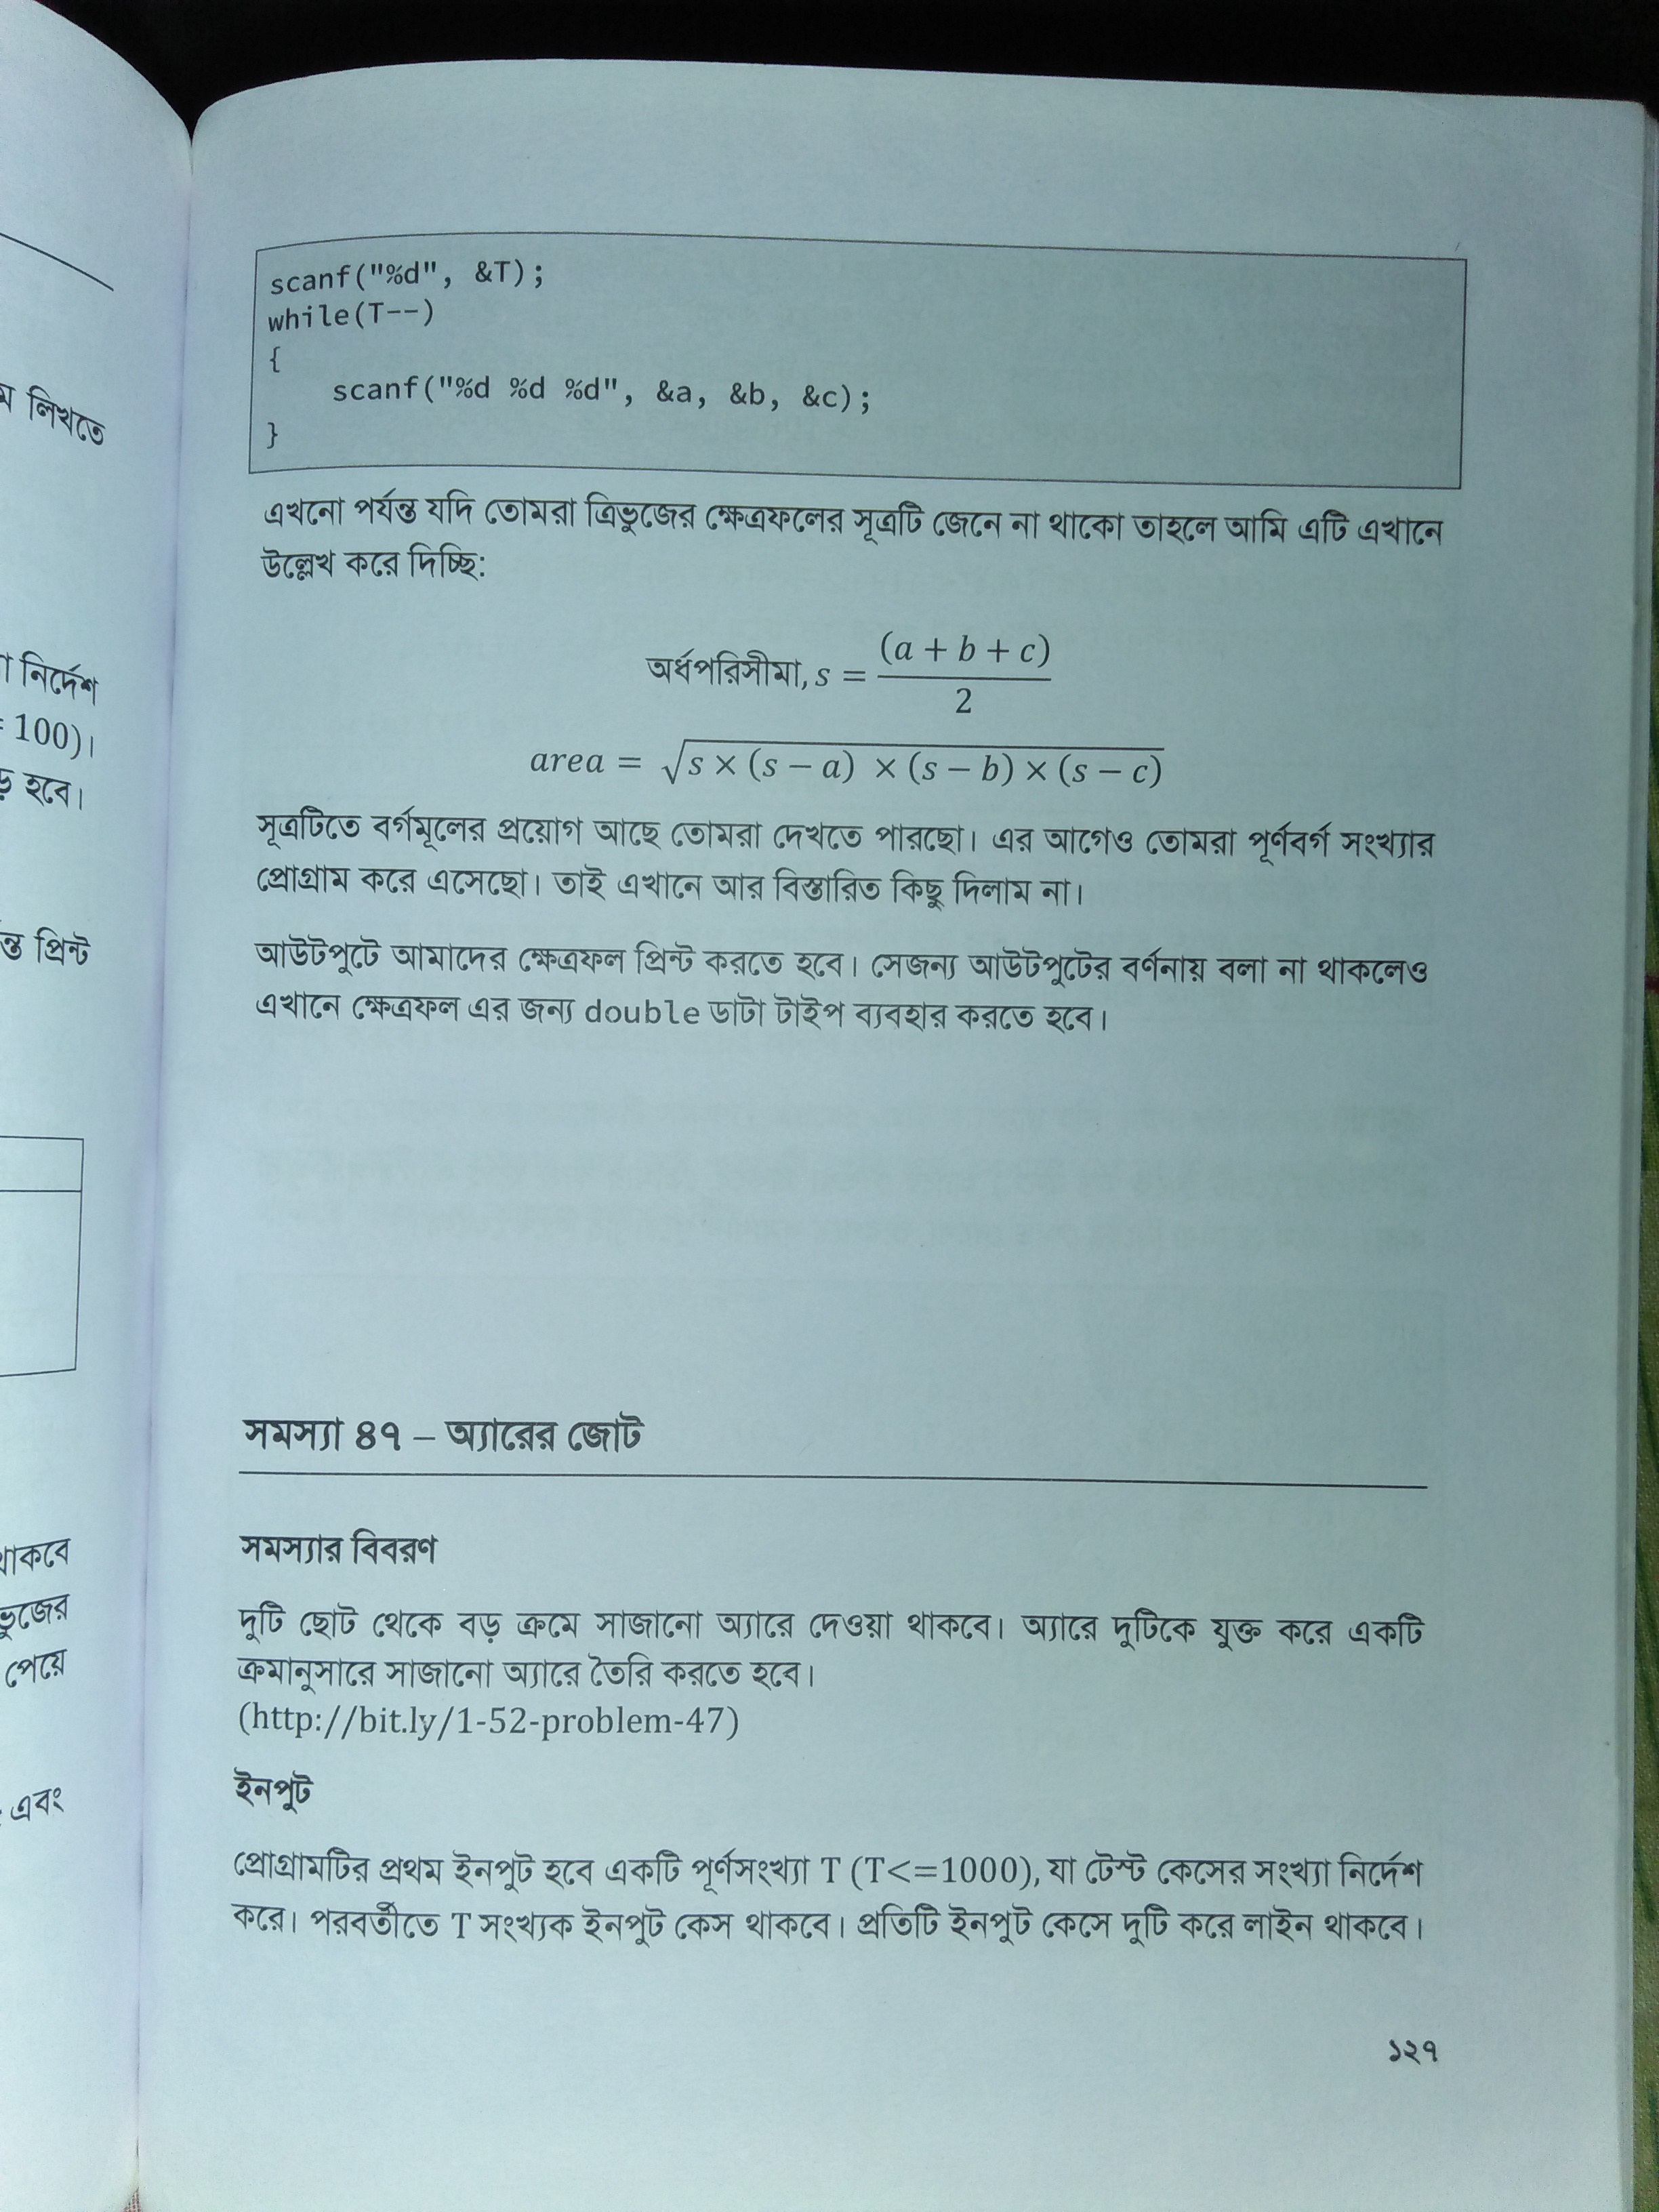 লিখতে
নির্দেশ
100)।
হবে।
প্রিন্ট
থাকবে
পেয়ে
এবং
scanf("%d", &T);
while(T--)
{
scanf("%d %d %d", &a, &b, &c);
}
এখনো পর্যন্ত যদি তোমরা ত্রিভুজের ক্ষেত্রফলের সূত্রটি জেনে না থাকো তাহলে আমি এটি এখানে
উল্লেখ করে দিচ্ছি:
অর্ধপরিসীমা, s = (a + b + c)
2
area = √s × (s − a) × (s − b) × (s − c)
সূত্রটিতে বর্গমূলের প্রয়োগ আছে তোমরা দেখতে পারছো। এর আগেও তোমরা পূর্ণবর্গ সংখ্যার
প্রোগ্রাম করে এসেছো। তাই এখানে আর বিস্তারিত কিছু দিলাম না।
আউটপুটে আমাদের ক্ষেত্রফল প্রিন্ট করতে হবে। সেজন্য আউটপুটের বর্ণনায় বলা না থাকলেও
এখানে ক্ষেত্রফল এর জন্য double ডাটা টাইপ ব্যবহার করতে হবে।
সমস্যা ৪৭ – অ্যারের জোট
সমস্যার বিবরণ
দুটি ছোট থেকে বড় ক্রমে সাজানো অ্যারে দেওয়া থাকবে। অ্যারে দুটিকে যুক্ত করে একটি
ক্রমানুসারে সাজানো অ্যারে তৈরি করতে হবে।
(http://bit.ly/1-52-problem-47)
ইনপুট
প্রোগ্রামটির প্রথম ইনপুট হবে একটি পূর্ণসংখ্যা T (T<=1000), যা টেস্ট কেসের সংখ্যা নির্দেশ
করে। পরবর্তীতে T সংখ্যক ইনপুট কেস থাকবে। প্রতিটি ইনপুট কেসে দুটি করে লাইন থাকবে।
১২৭